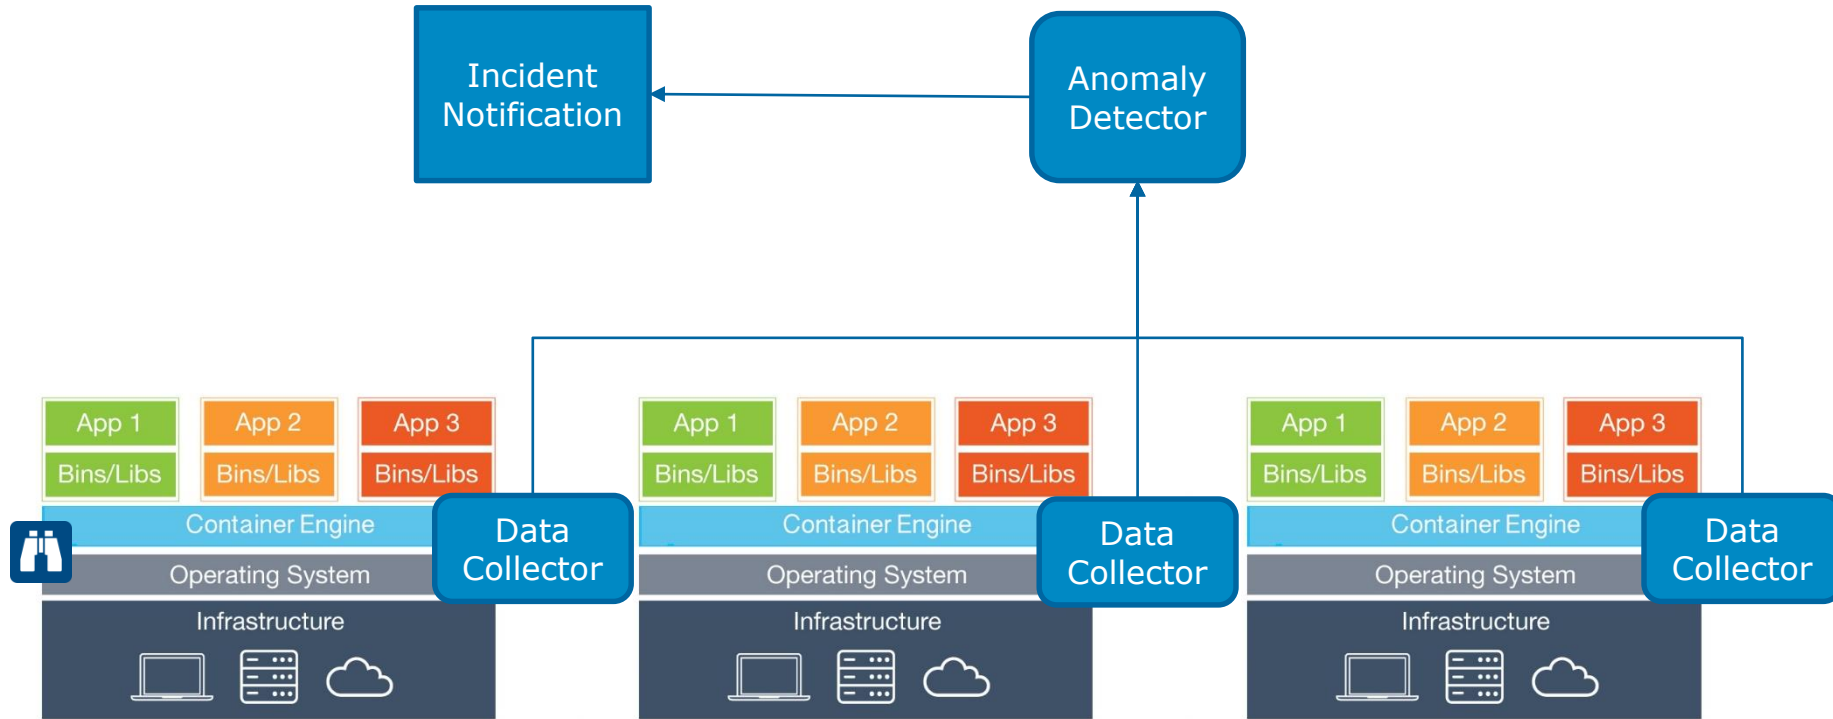 Incident
Notification
Anomaly
Detector
App 1
App 2
App 3
Bins/Libs
Bins/Libs
Bins/Libs
Container Engine
Operating System
Infrastructure
Data
Collector
App 1
App 2
App 3
Bins/Libs
Bins/Libs
Bins/Libs
Container Engine
Operating System
Infrastructure
Data
Collector
App 1
App 2
App 3
Bins/Libs
Bins/Libs
Bins/Libs
Container Engine
Operating System
Infrastructure
Data
Collector